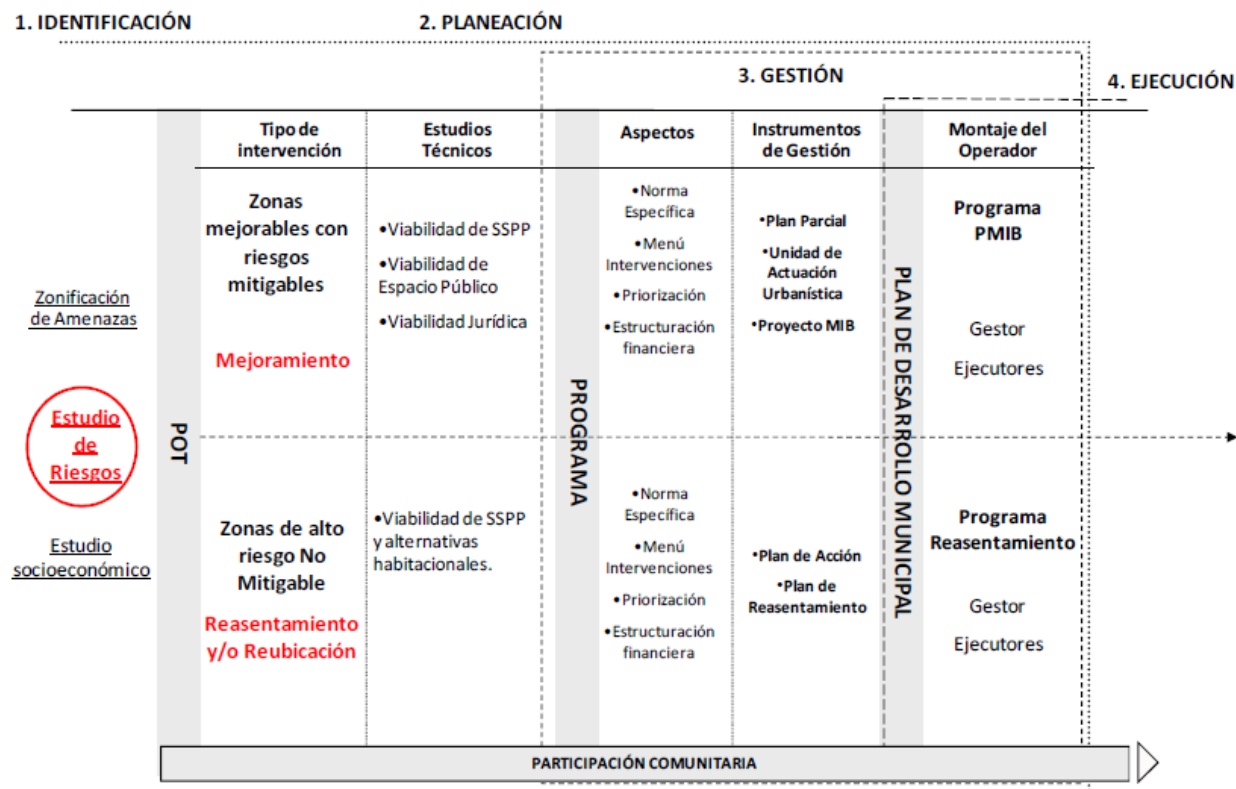 1. IDENTIFICACIÓN
2. PLANEACIÓN
3. GESTIÓN
4. EJECUCIÓN
Tipo de
intervención
Estudios
Técnicos
Aspectos
Instrumentos
de Gestión
Montaje del
Operador
Zonificación
de Amenazas
Estudio
de
Riesgos
Estudio
socioeconómico
POT
Zonas
mejorables con
riesgos
mitigables
Mejoramiento
•Viabilidad de SSPP
•Viabilidad de
Espacio Público
•Viabilidad Jurídica
PROGRAMA
•Norma
Específica
•Menú
Intervenciones
•Priorización
•Estructuración
financiera
•Plan Parcial
•Unidad de
Actuación
Urbanística
•Proyecto MIB
PLAN DE DESARROLLO MUNICIPAL
Programa
PMIB
Gestor
Ejecutores
Zonas de alto
riesgo No
Mitigable
Reasentamiento
y/o Reubicación
•Viabilidad de SSPP
y alternativas
habitacionales.
•Norma
Específica
•Menú
Intervenciones
•Priorización
•Estructuración
financiera
•Plan de Acción
•Plan de
Reasentamiento
Programa
Reasentamiento
Gestor
Ejecutores
PARTICIPACIÓN COMUNITARIA